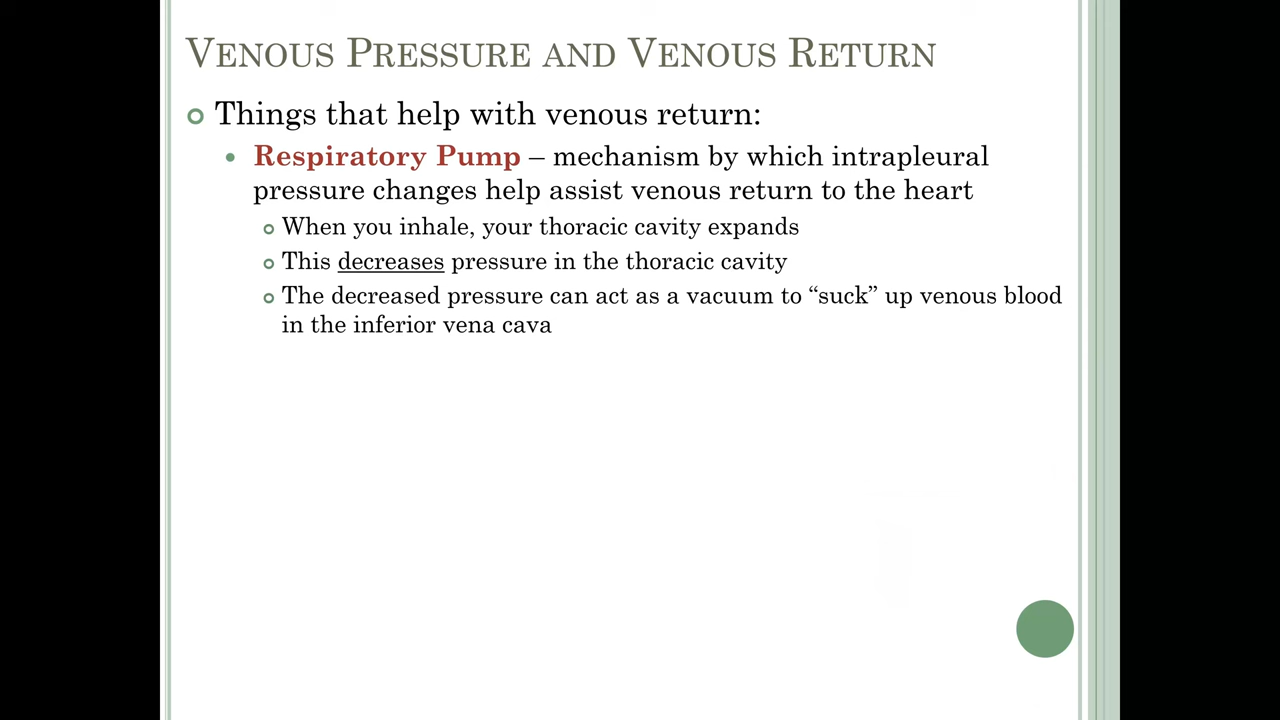 Venous Pressure and Venous Return
Things that help with venous return:
Respiratory Pump – mechanism by which intrapleural
pressure changes help assist venous return to the heart
When you inhale, your thoracic cavity expands
This decreases pressure in the thoracic cavity
The decreased pressure can act as a vacuum to “suck” up venous blood
in the inferior vena cava